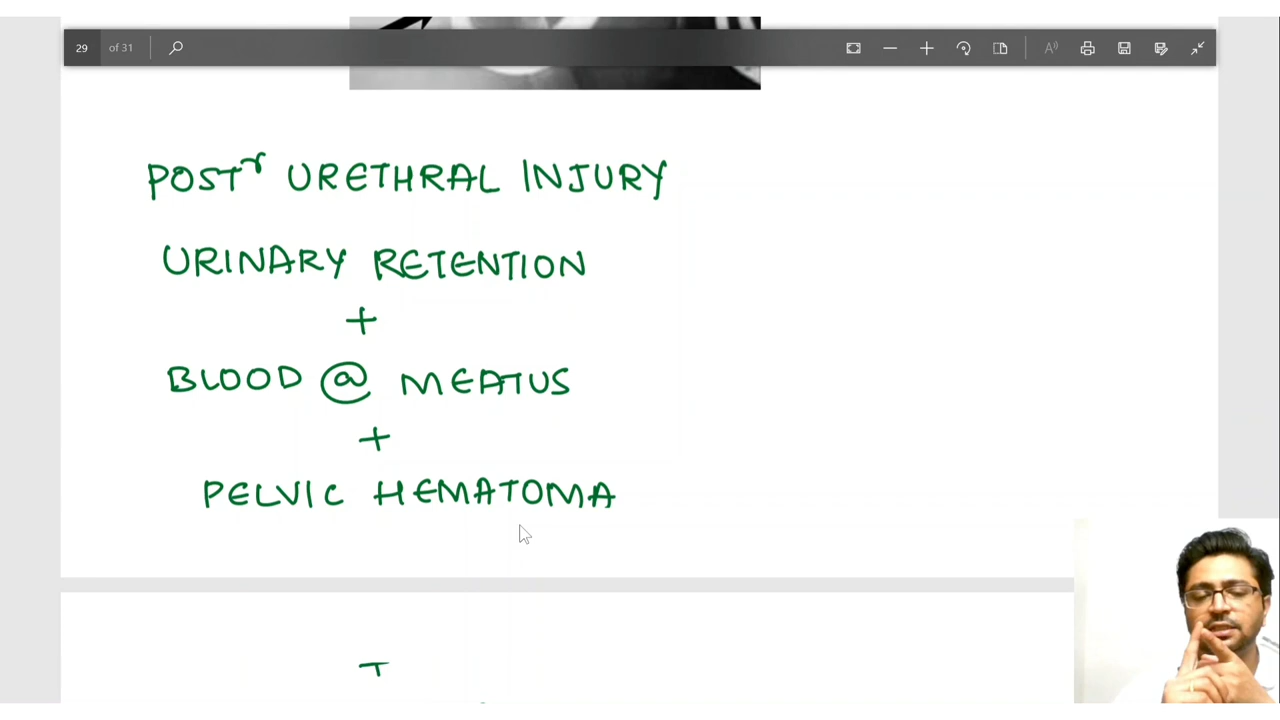 29 of 31
POSTr URETHRAL INJURY
URINARY RETENTION
+
BLOOD @ MEATUS
+
PELVIC HEMATOMA